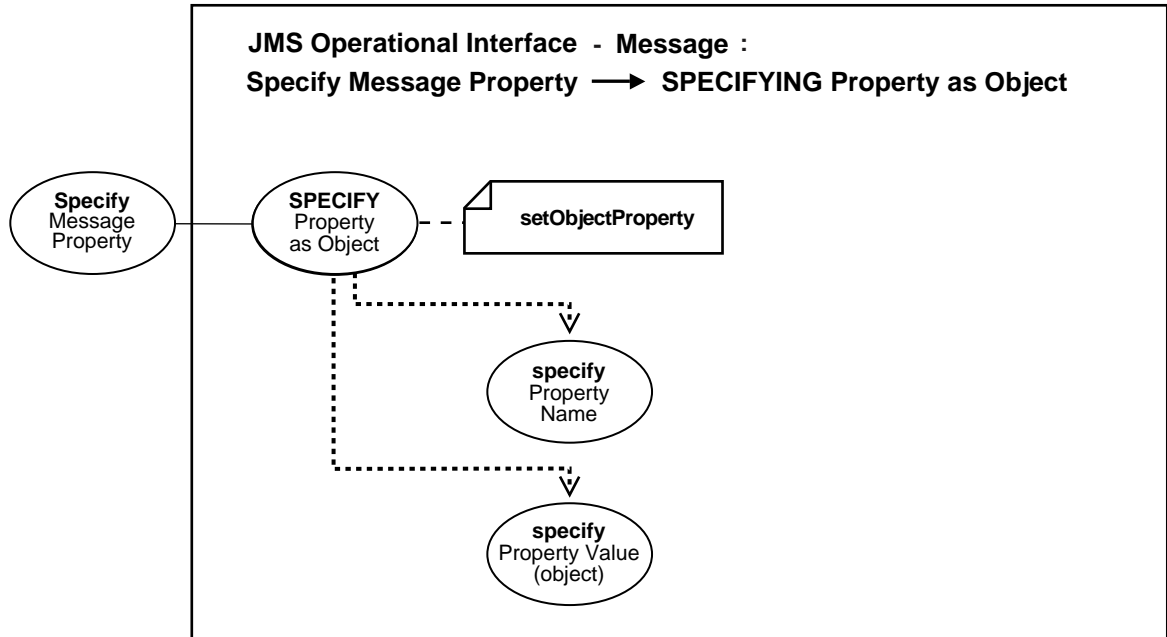 JMS Operational Interface - Message :
Specify Message Property → SPECIFYING Property as Object
Specify
Message
Property
SPECIFY
Property
as Object
setObjectProperty
specify
Property
Name
specify
Property Value
(object)